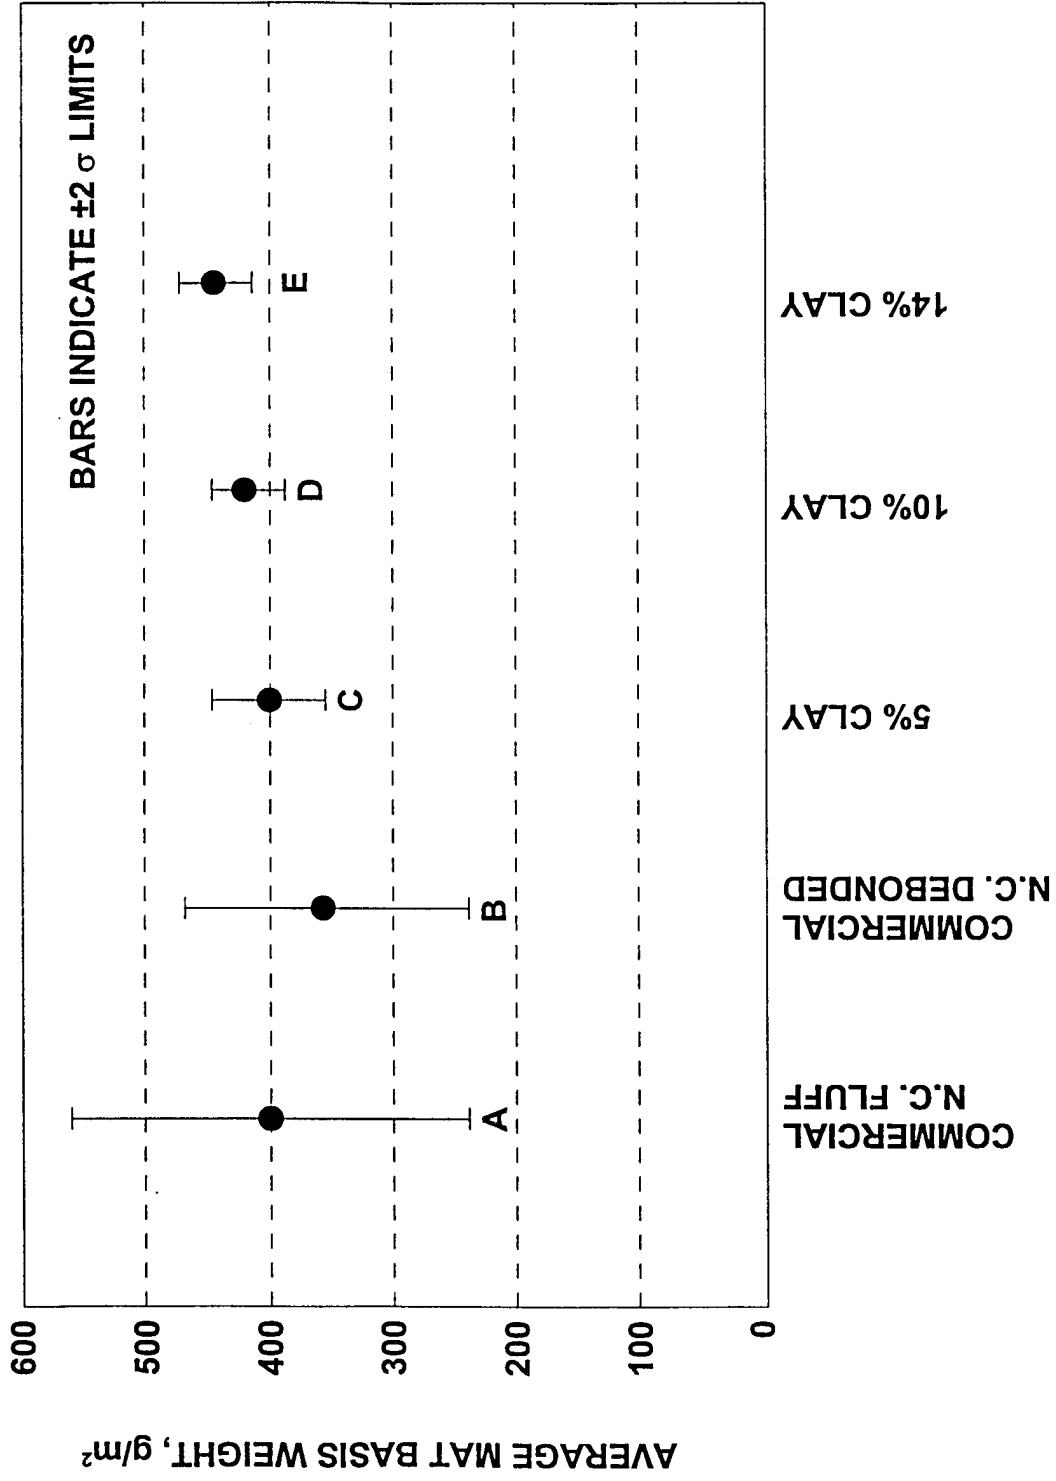 BARS INDICATE ±2 σ LIMITS
AVERAGE MAT BASIS WEIGHT, g/m²
600
500
400
300
200
100
0
A
B
C
D
E
COMMERCIAL
N.C. FLUFF
COMMERCIAL
N.C. DEBONDED
5% CLAY
10% CLAY
14% CLAY